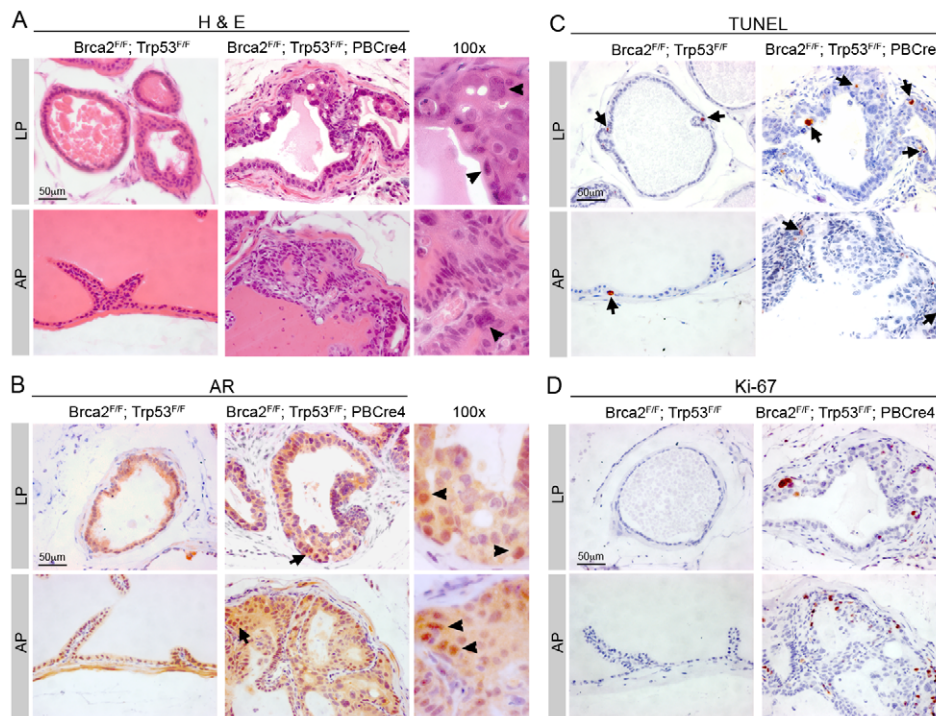 A
H & E
Brca2F/F; Trp53F/F
Brca2F/F; Trp53F/F; PBCre4
100x
LP
50μm
AP
B
AR
Brca2F/F; Trp53F/F
Brca2F/F; Trp53F/F; PBCre4
100x
LP
50μm
AP
C
TUNEL
Brca2F/F; Trp53F/F
Brca2F/F; Trp53F/F; PBCre
LP
50μm
AP
D
Ki-67
Brca2F/F; Trp53F/F
Brca2F/F; Trp53F/F; PBCre4
LP
50μm
AP